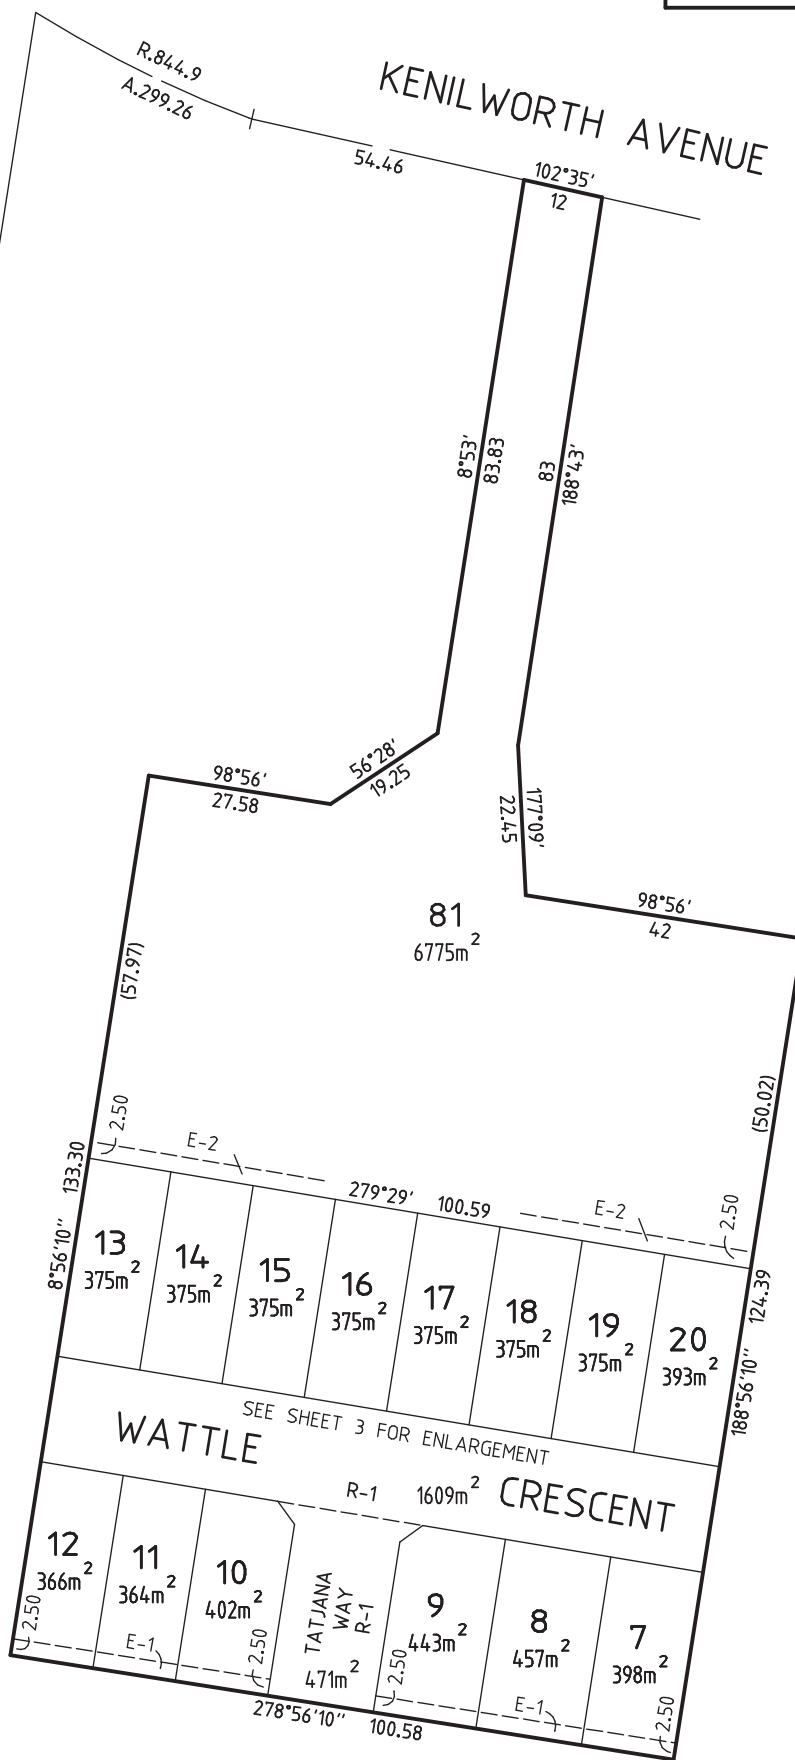 R.844.9
A.299.26
KENILWORTH AVENUE
54.46
102°35'
12
8°53'
83.83
83
188°43'
98°56'
27.58
56°28'
19.25
177°09'
22.45
81
6775m²
98°56'
42
(57.97)
(50.02)
2.50
E-2
133.30
8°56'10"
279°29' 100.59
E-2
2.50
124.39
188°56'10"
13
375m²
14
375m²
15
375m²
16
375m²
17
375m²
18
375m²
19
375m²
20
393m²
SEE SHEET 3 FOR ENLARGEMENT
WATTLE CRESCENT
R-1 1609m²
12
366m²
11
364m²
10
402m²
TATJANA
WAY
R-1
471m²
9
443m²
8
457m²
7
398m²
2.50
E-1
2.50
2.50
E-1
2.50
278°56'10" 100.58